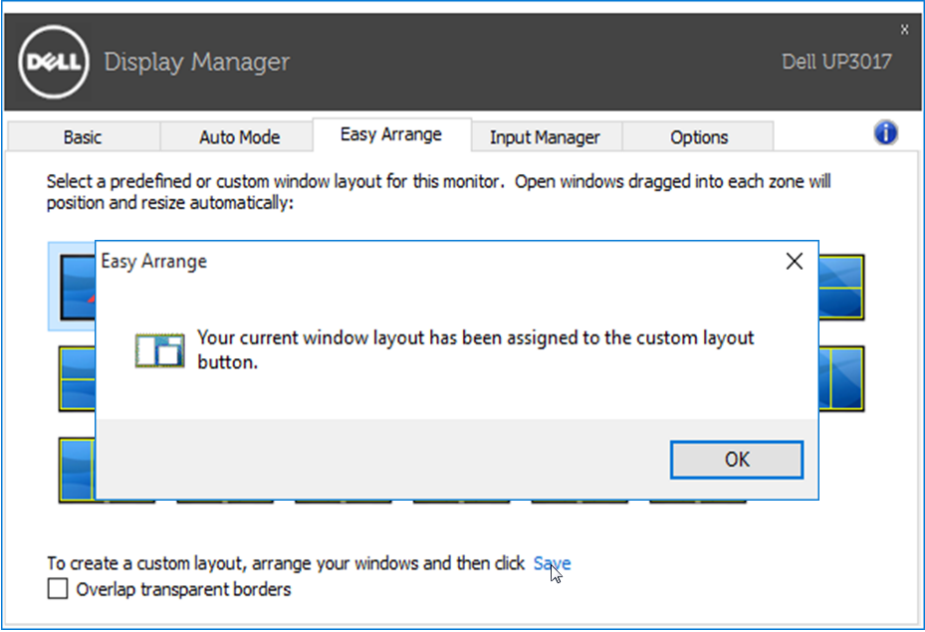 x
DELL Display Manager Dell UP3017
Basic Auto Mode Easy Arrange Input Manager Options i
Select a predefined or custom window layout for this monitor. Open windows dragged into each zone will
position and resize automatically:
Easy Arrange
Your current window layout has been assigned to the custom layout
button.
OK
To create a custom layout, arrange your windows and then click Save
Overlap transparent borders